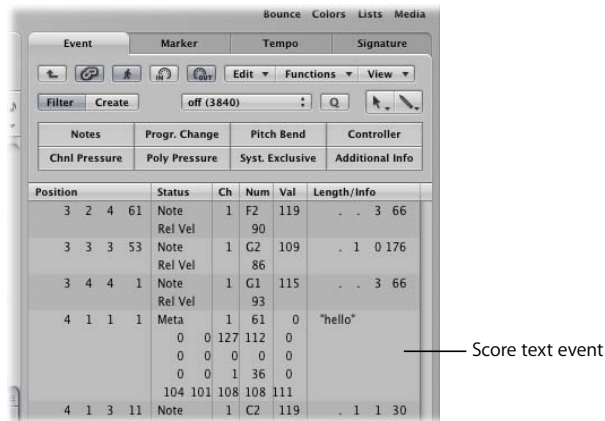 Bounce Colors Lists Media
Event Marker Tempo Signature
IN OUT Edit Functions View
Filter Create off (3840) Q
Notes Progr. Change Pitch Bend Controller
Chnl Pressure Poly Pressure Syst. Exclusive Additional Info
Position Status Ch Num Val Length/Info
3 2 4 61 Note 1 F2 119 . . 3 66
Rel Vel 90
3 3 3 53 Note 1 G2 109 . 1 0 176
Rel Vel 86
3 4 4 1 Note 1 G1 115 . . 3 66
Rel Vel 93
4 1 1 1 Meta 1 61 0 "hello"
0 0 127 112 0
0 0 0 0 0
0 0 1 36 0
104 101 108 108 111
4 1 3 11 Note 1 C2 119 . 1 1 30
Score text event